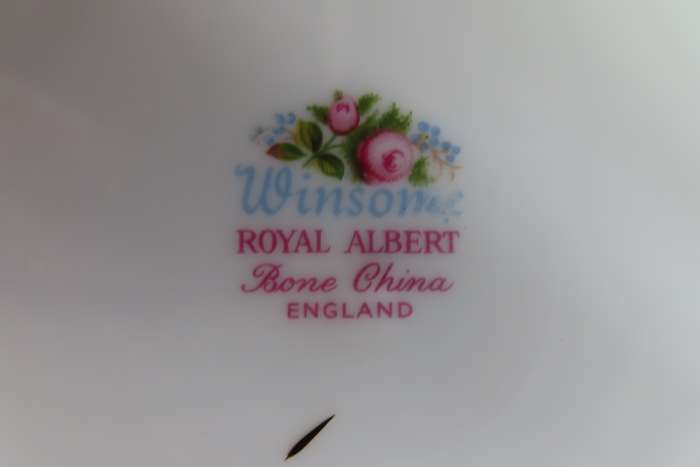 Winsome
ROYAL ALBERT
Bone China
ENGLAND